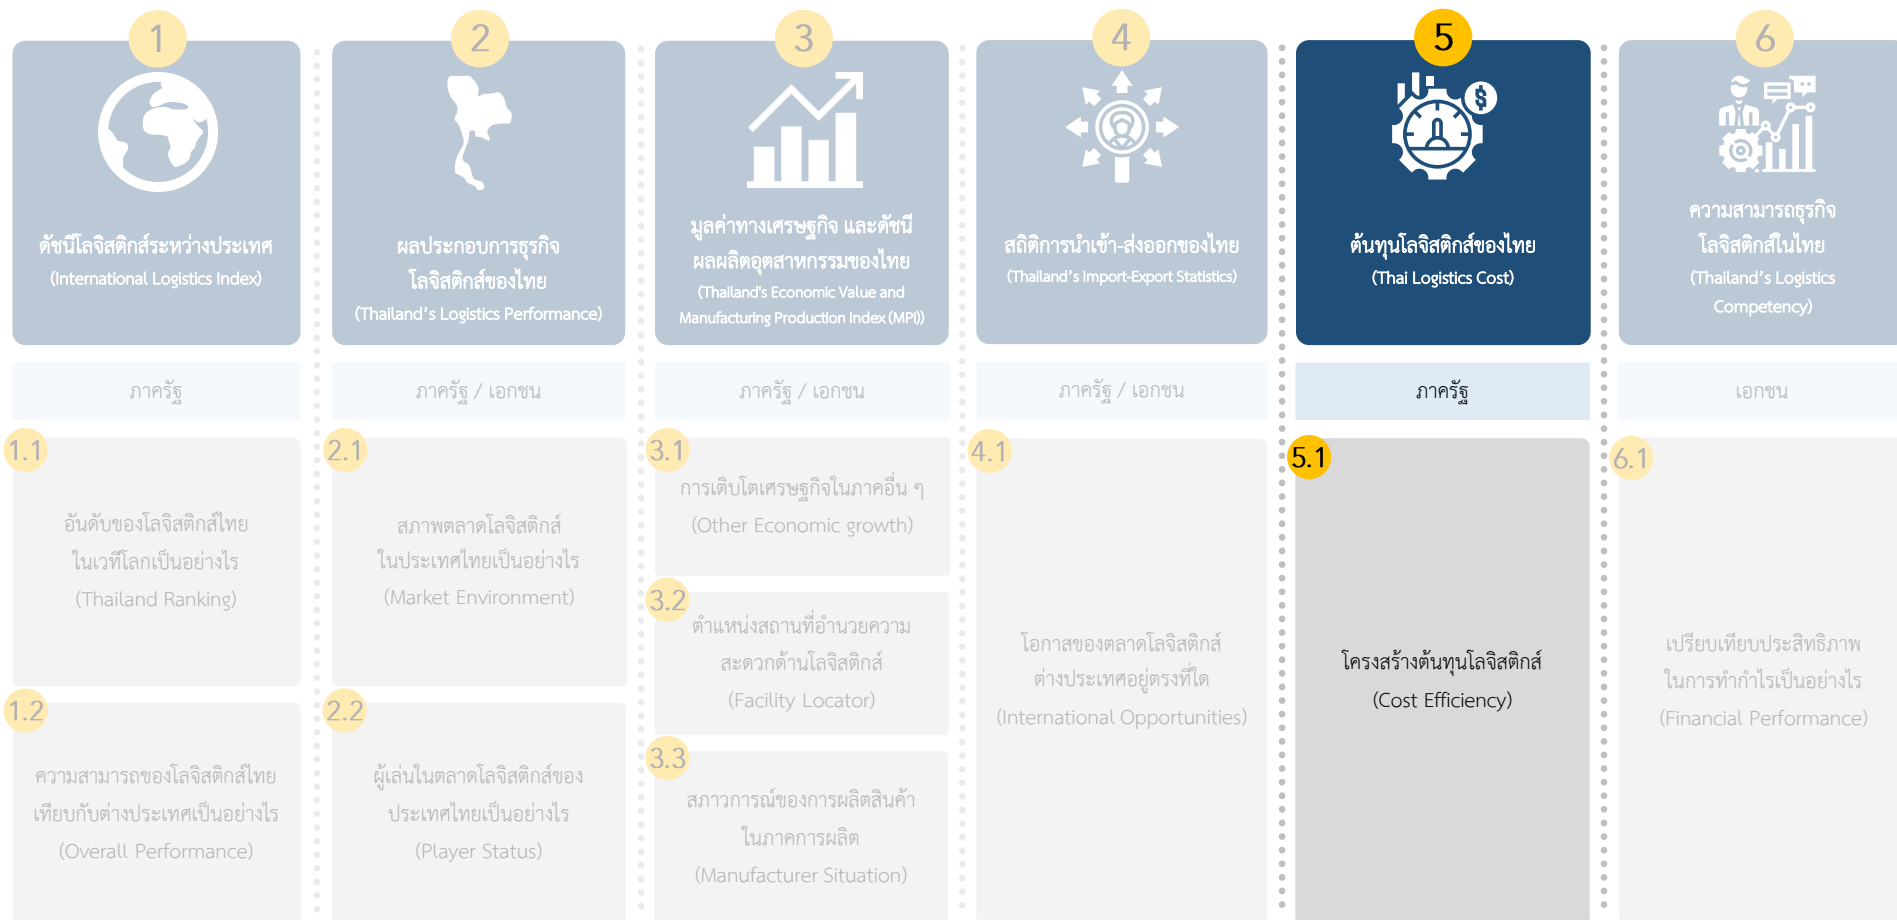 1
ดัชนีโลจิสติกส์ระหว่างประเทศ
(International Logistics Index)
ภาครัฐ
1.1
อันดับของโลจิสติกส์ไทย
ในเวทีโลกเป็นอย่างไร
(Thailand Ranking)
1.2
ความสามารถของโลจิสติกส์ไทย
เทียบกับต่างประเทศเป็นอย่างไร
(Overall Performance)
2
ผลประกอบการธุรกิจ
โลจิสติกส์ของไทย
(Thailand's Logistics Performance)
ภาครัฐ / เอกชน
2.1
สภาพตลาดโลจิสติกส์
ในประเทศไทยเป็นอย่างไร
(Market Environment)
2.2
ผู้เล่นในตลาดโลจิสติกส์ของ
ประเทศไทยเป็นอย่างไร
(Player Status)
3
มูลค่าทางเศรษฐกิจ และดัชนี
ผลผลิตอุตสาหกรรมของไทย
(Thailand's Economic Value and
Manufacturing Production Index (MPI))
ภาครัฐ / เอกชน
3.1
การเติบโตเศรษฐกิจในภาคอื่น ๆ
(Other Economic growth)
3.2
ตำแหน่งสถานที่อำนวยความ
สะดวกด้านโลจิสติกส์
(Facility Locator)
3.3
สภาวการณ์ของการผลิตสินค้า
ในภาคการผลิต
(Manufacturer Situation)
4
สถิติการนำเข้า-ส่งออกของไทย
(Thailand's Import-Export Statistics)
ภาครัฐ / เอกชน
4.1
โอกาสของตลาดโลจิสติกส์
ต่างประเทศอยู่ตรงที่ใด
(International Opportunities)
5
$
ต้นทุนโลจิสติกส์ของไทย
(Thai Logistics Cost)
ภาครัฐ
5.1
โครงสร้างต้นทุนโลจิสติกส์
(Cost Efficiency)
6
ความสามารถธุรกิจ
โลจิสติกส์ในไทย
(Thailand's Logistics
Competency)
เอกชน
6.1
เปรียบเทียบประสิทธิภาพ
ในการทำกำไรเป็นอย่างไร
(Financial Performance)